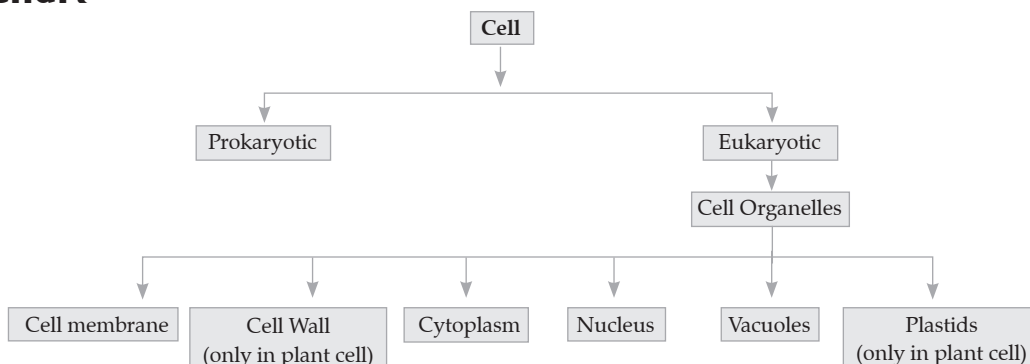 Cell
Prokaryotic
Eukaryotic
Cell Organelles
Cell membrane
Cell Wall
(only in plant cell)
Cytoplasm
Nucleus
Vacuoles
Plastids
(only in plant cell)